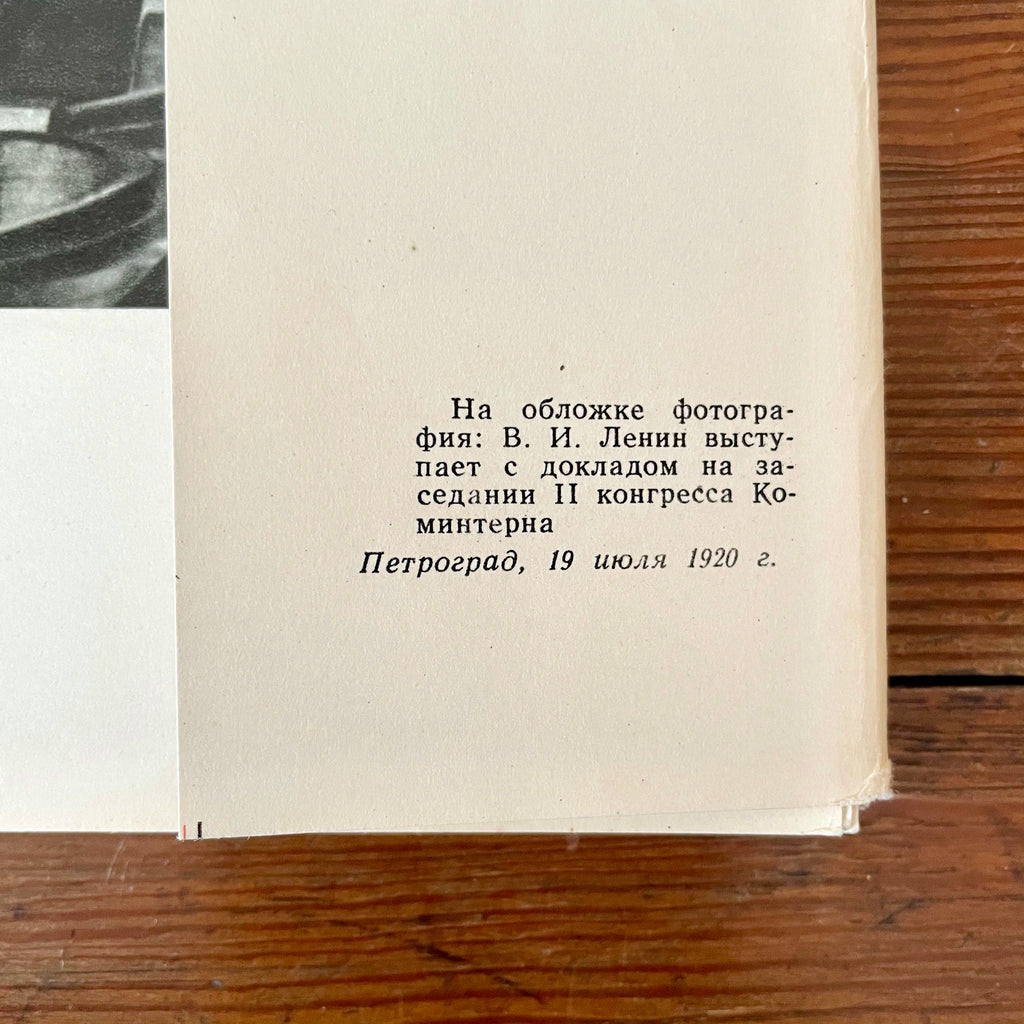 На обложке фотогра-
фия: В. И. Ленин высту-
пает с докладом на за-
седании II конгресса Ко-
минтерна
Петроград, 19 июля 1920 г.